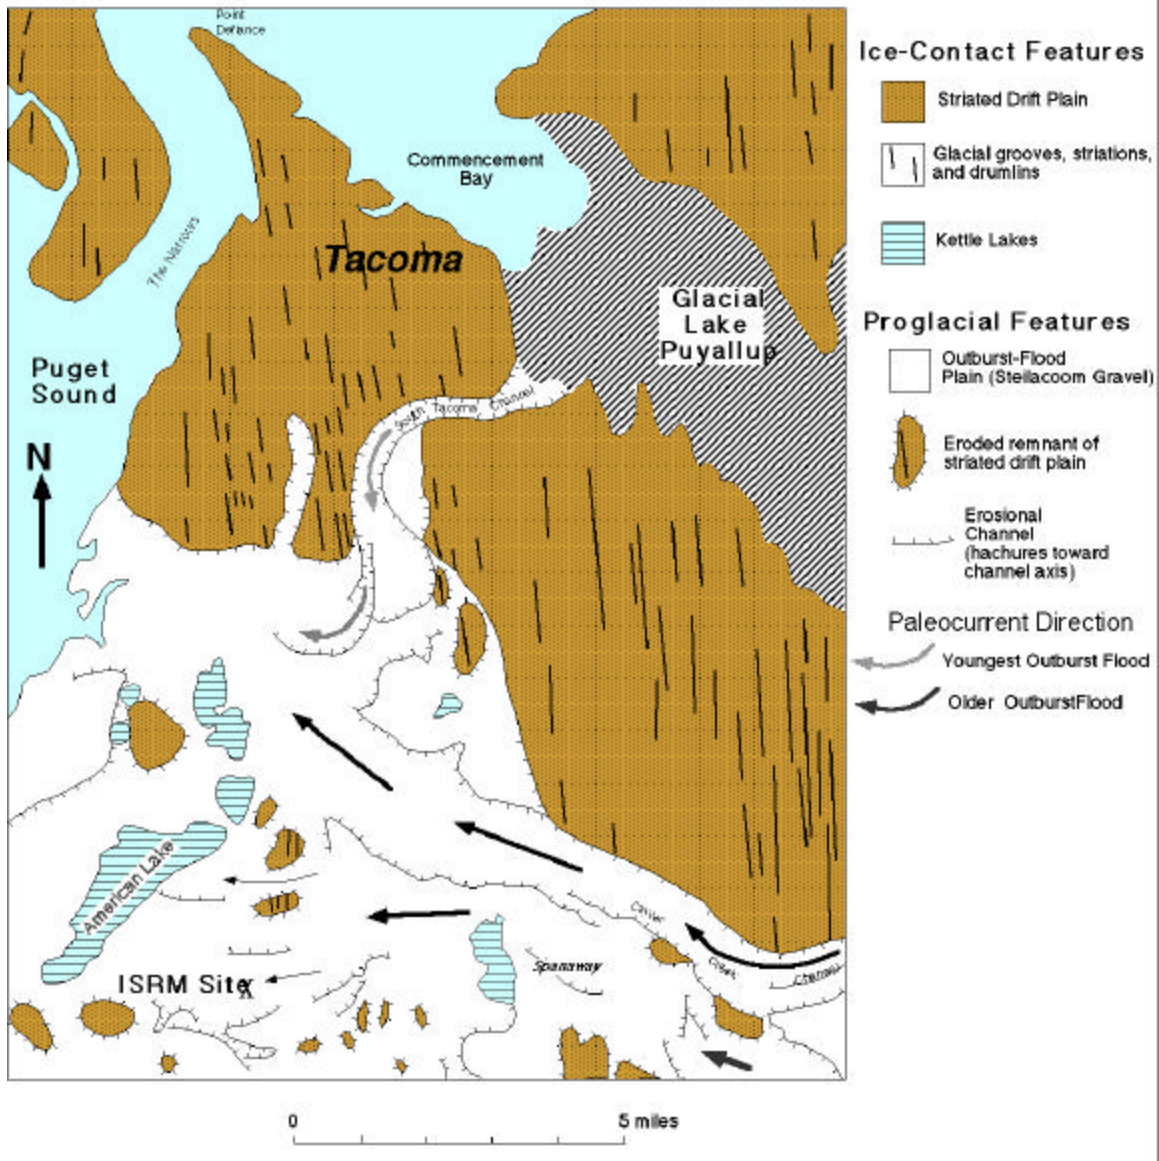 Point
Defiance
Commencement
Bay
The Narrows
Tacoma
Glacial
Lake
Puyallup
Puget
Sound
South Tacoma Channel
N
American Lake
Clover
Creek
Channel
Spanaway
ISRM Site
X
0
5 miles
Ice-Contact Features
Striated Drift Plain
Glacial grooves, striations,
and drumlins
Kettle Lakes
Proglacial Features
Outburst-Flood
Plain (Steilacoom Gravel)
Eroded remnant of
striated drift plain
Erosional
Channel
(hachures toward
channel axis)
Paleocurrent Direction
Youngest Outburst Flood
Older OutburstFlood